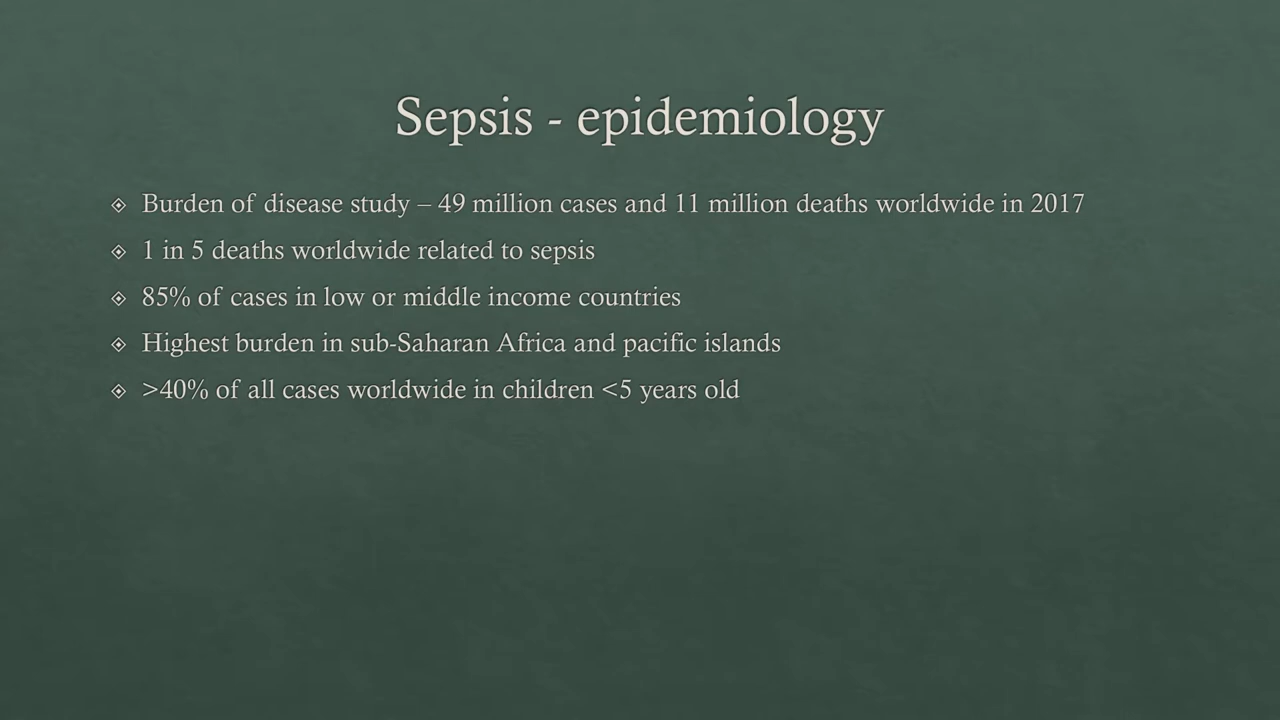 Sepsis - epidemiology
Burden of disease study – 49 million cases and 11 million deaths worldwide in 2017
1 in 5 deaths worldwide related to sepsis
85% of cases in low or middle income countries
Highest burden in sub-Saharan Africa and pacific islands
>40% of all cases worldwide in children <5 years old